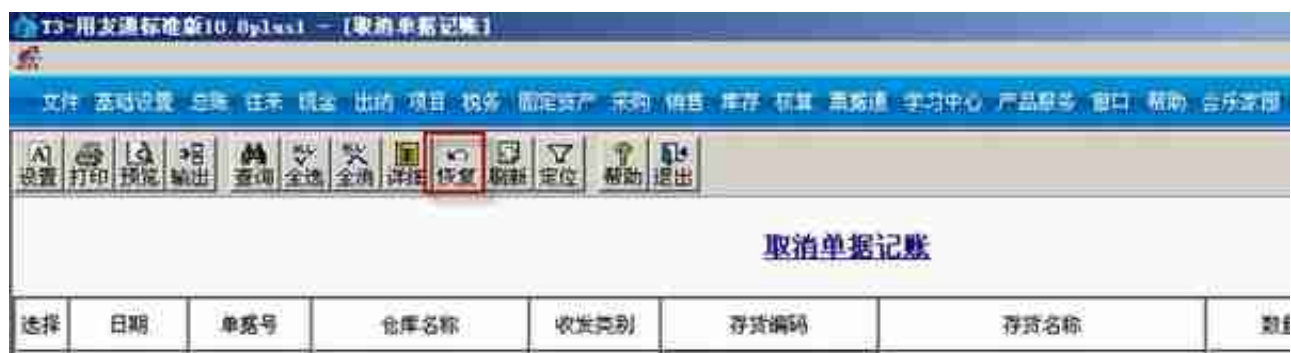 T3-用友通标准版10.8plus1 - [取消单据记账]
文件 基础设置 总账 往来 现金 出纳 项目 税务 固定资产 采购 销售 库存 核算 票据通 学习中心 产品服务 窗口 帮助 会乐家园
设置 打印 预览 输出 查询 全选 全消 详细 恢复 刷新 定位 帮助 退出
取消单据记账
选择 日期 单据号 仓库名称 收发类别 存货编码 存货名称 数量